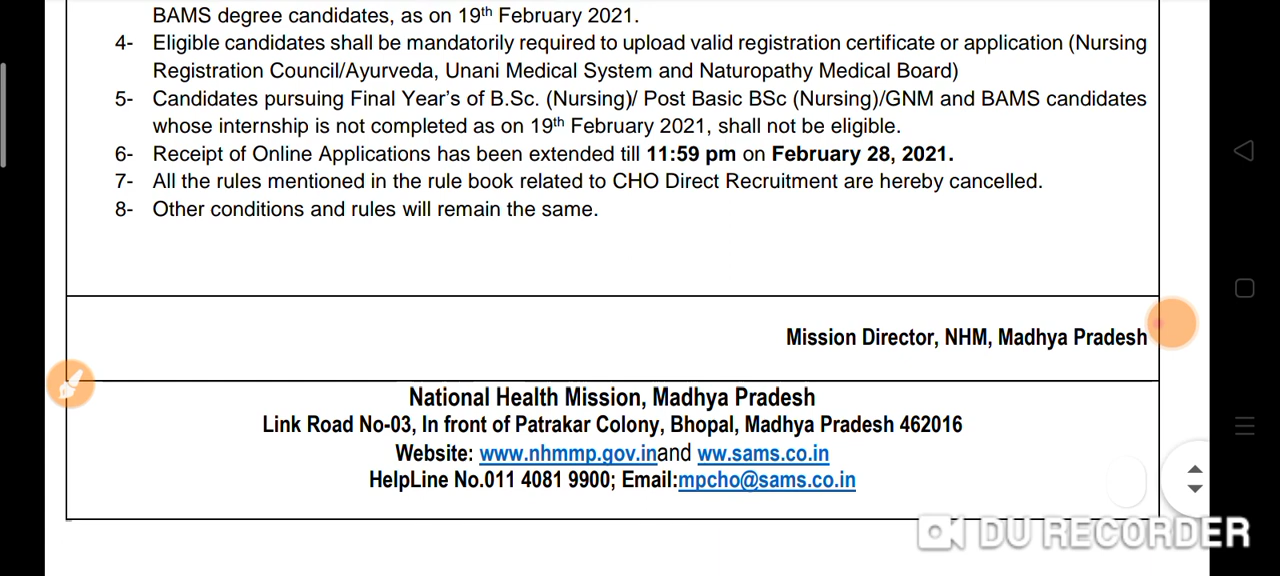 BAMS degree candidates, as on 19th February 2021.
4- Eligible candidates shall be mandatorily required to upload valid registration certificate or application (Nursing
Registration Council/Ayurveda, Unani Medical System and Naturopathy Medical Board)
5- Candidates pursuing Final Year's of B.Sc. (Nursing)/ Post Basic BSc (Nursing)/GNM and BAMS candidates
whose internship is not completed as on 19th February 2021, shall not be eligible.
6- Receipt of Online Applications has been extended till 11:59 pm on February 28, 2021.
7- All the rules mentioned in the rule book related to CHO Direct Recruitment are hereby cancelled.
8- Other conditions and rules will remain the same.
Mission Director, NHM, Madhya Pradesh
National Health Mission, Madhya Pradesh
Link Road No-03, In front of Patrakar Colony, Bhopal, Madhya Pradesh 462016
Website: www.nhmmp.gov.inand ww.sams.co.in
HelpLine No.011 4081 9900; Email:mpcho@sams.co.in
DU RECORDER